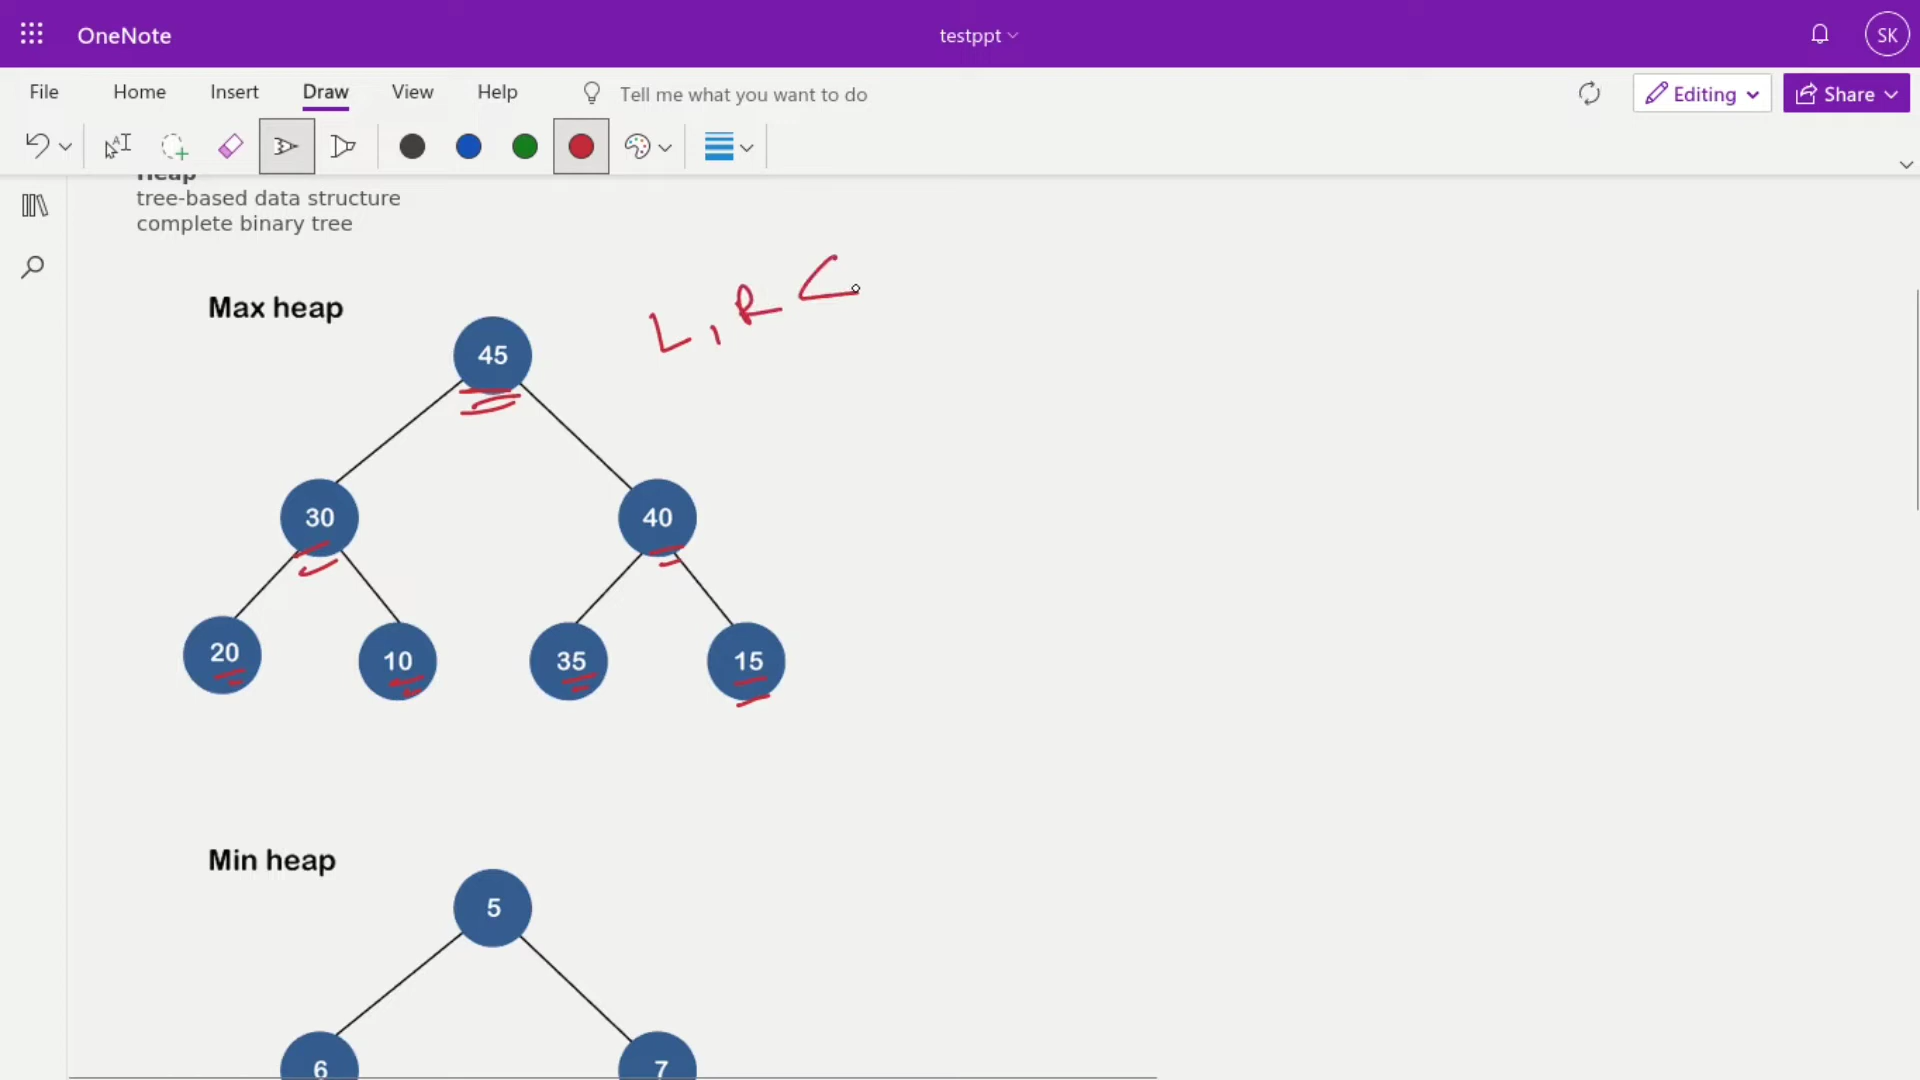 OneNote
testppt
SK
File Home Insert Draw View Help Tell me what you want to do Editing Share
Heap
tree-based data structure
complete binary tree
L, R <
Max heap
45
30 40
20 10 35 15
Min heap
5
6 7